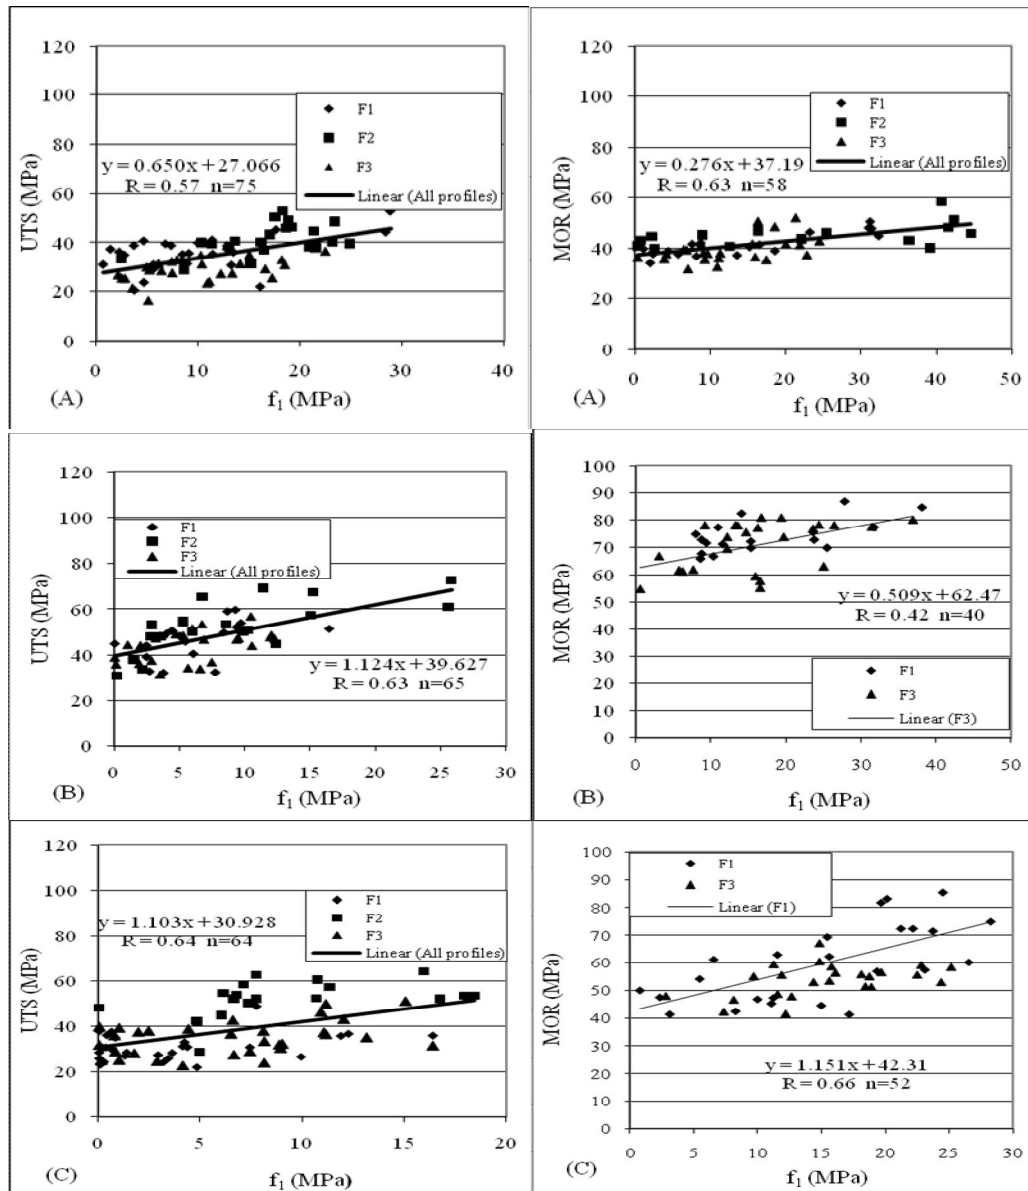 120
100
80
60
40
20
0
UTS (MPa)
F1
F2
F3
Linear (All profiles)
y = 0.650x+27.066
R = 0.57 n=75
0 10 20 30 40
(A)
f1 (MPa)
120
100
80
60
40
20
0
MOR (MPa)
F1
F2
F3
Linear (All profiles)
y = 0.276x+37.19
R = 0.63 n=58
0 10 20 30 40 50
(A)
f1 (MPa)
120
100
80
60
40
20
0
UTS (MPa)
F1
F2
F3
Linear (All profiles)
y = 1.124x+39.627
R = 0.63 n=65
0 5 10 15 20 25 30
(B)
f1 (MPa)
100
90
80
70
60
50
40
30
20
10
0
MOR (MPa)
y = 0.509x+62.47
R = 0.42 n=40
F1
F3
Linear (F3)
0 10 20 30 40 50
(B)
f1 (MPa)
120
100
80
60
40
20
0
UTS (MPa)
F1
F2
F3
Linear (All profiles)
y = 1.103x+30.928
R = 0.64 n=64
0 5 10 15 20
(C)
f1 (MPa)
100
90
80
70
60
50
40
30
20
10
0
MOR (MPa)
F1
F3
Linear (F1)
y = 1.151x+42.31
R = 0.66 n=52
0 5 10 15 20 25 30
(C)
f1 (MPa)